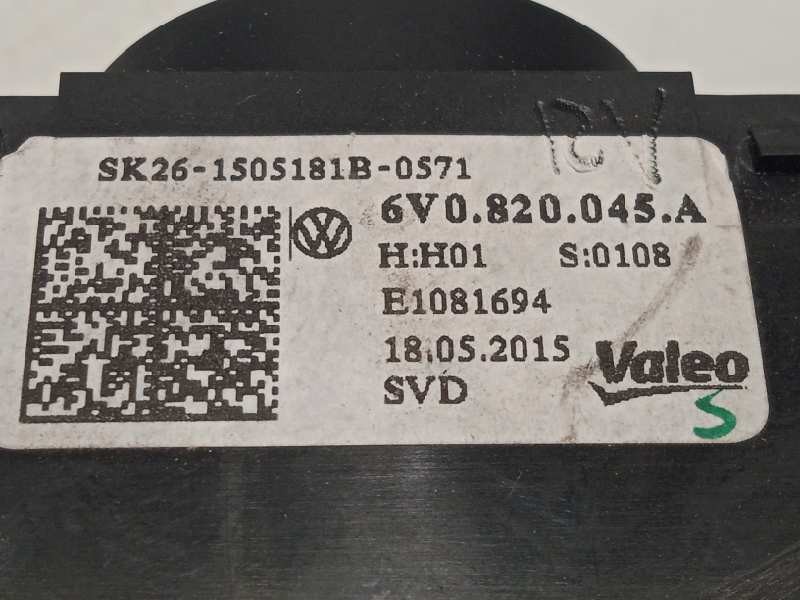 12V
SK26-1505181B-0571
6V0.820.045.A
H:H01 S:0108
E1081694
18.05.2015
SVD
Valeo
S